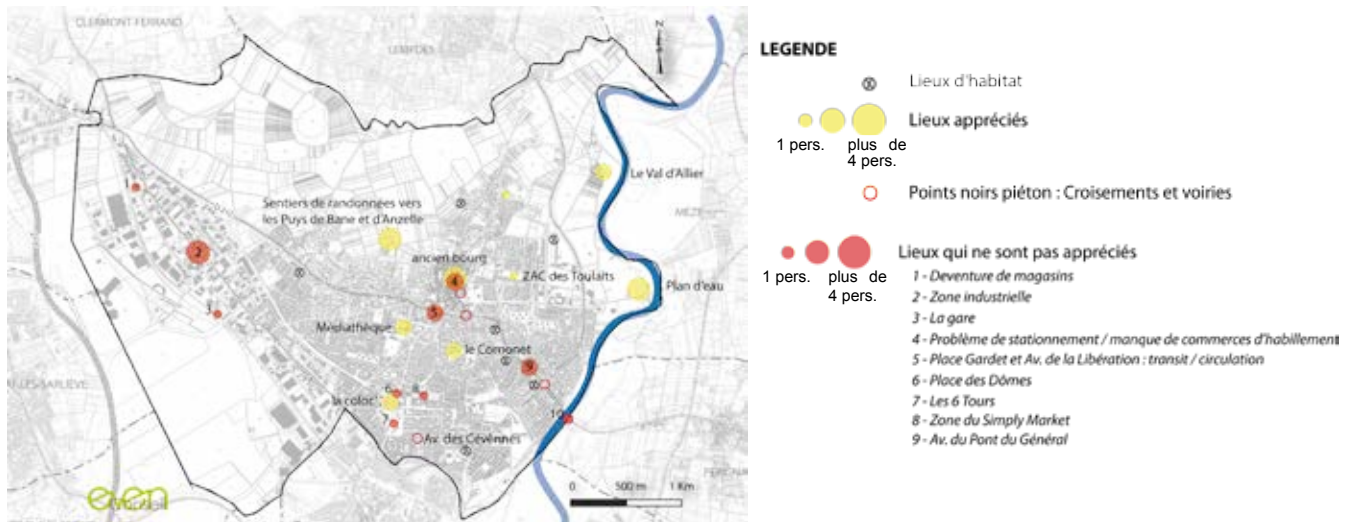 CLERMONT-FERRAND
LEMPDES
N
1
Le Val d'Allier
Sentiers de randonnées vers
les Puys de Bane et d'Anzelle
MEZE
2
ancien bourg
4
ZAC des Toulaits
Plan d'eau
3
5
Médiathèque
le Cornonet
9
6
8
la coloc'
10
7
Av. des Cévennes
even
Conseil
0 500 m 1 Km
LEGENDE
Lieux d'habitat
Lieux appréciés
1 pers. plus de
4 pers.
Points noirs piéton : Croisements et voiries
Lieux qui ne sont pas appréciés
1 pers. plus de
4 pers.
1 - Deventure de magasins
2 - Zone industrielle
3 - La gare
4 - Problème de stationnement / manque de commerces d'habillement
5 - Place Gardet et Av. de la Libération : transit / circulation
6 - Place des Dômes
7 - Les 6 Tours
8 - Zone du Simply Market
9 - Av. du Pont du Général